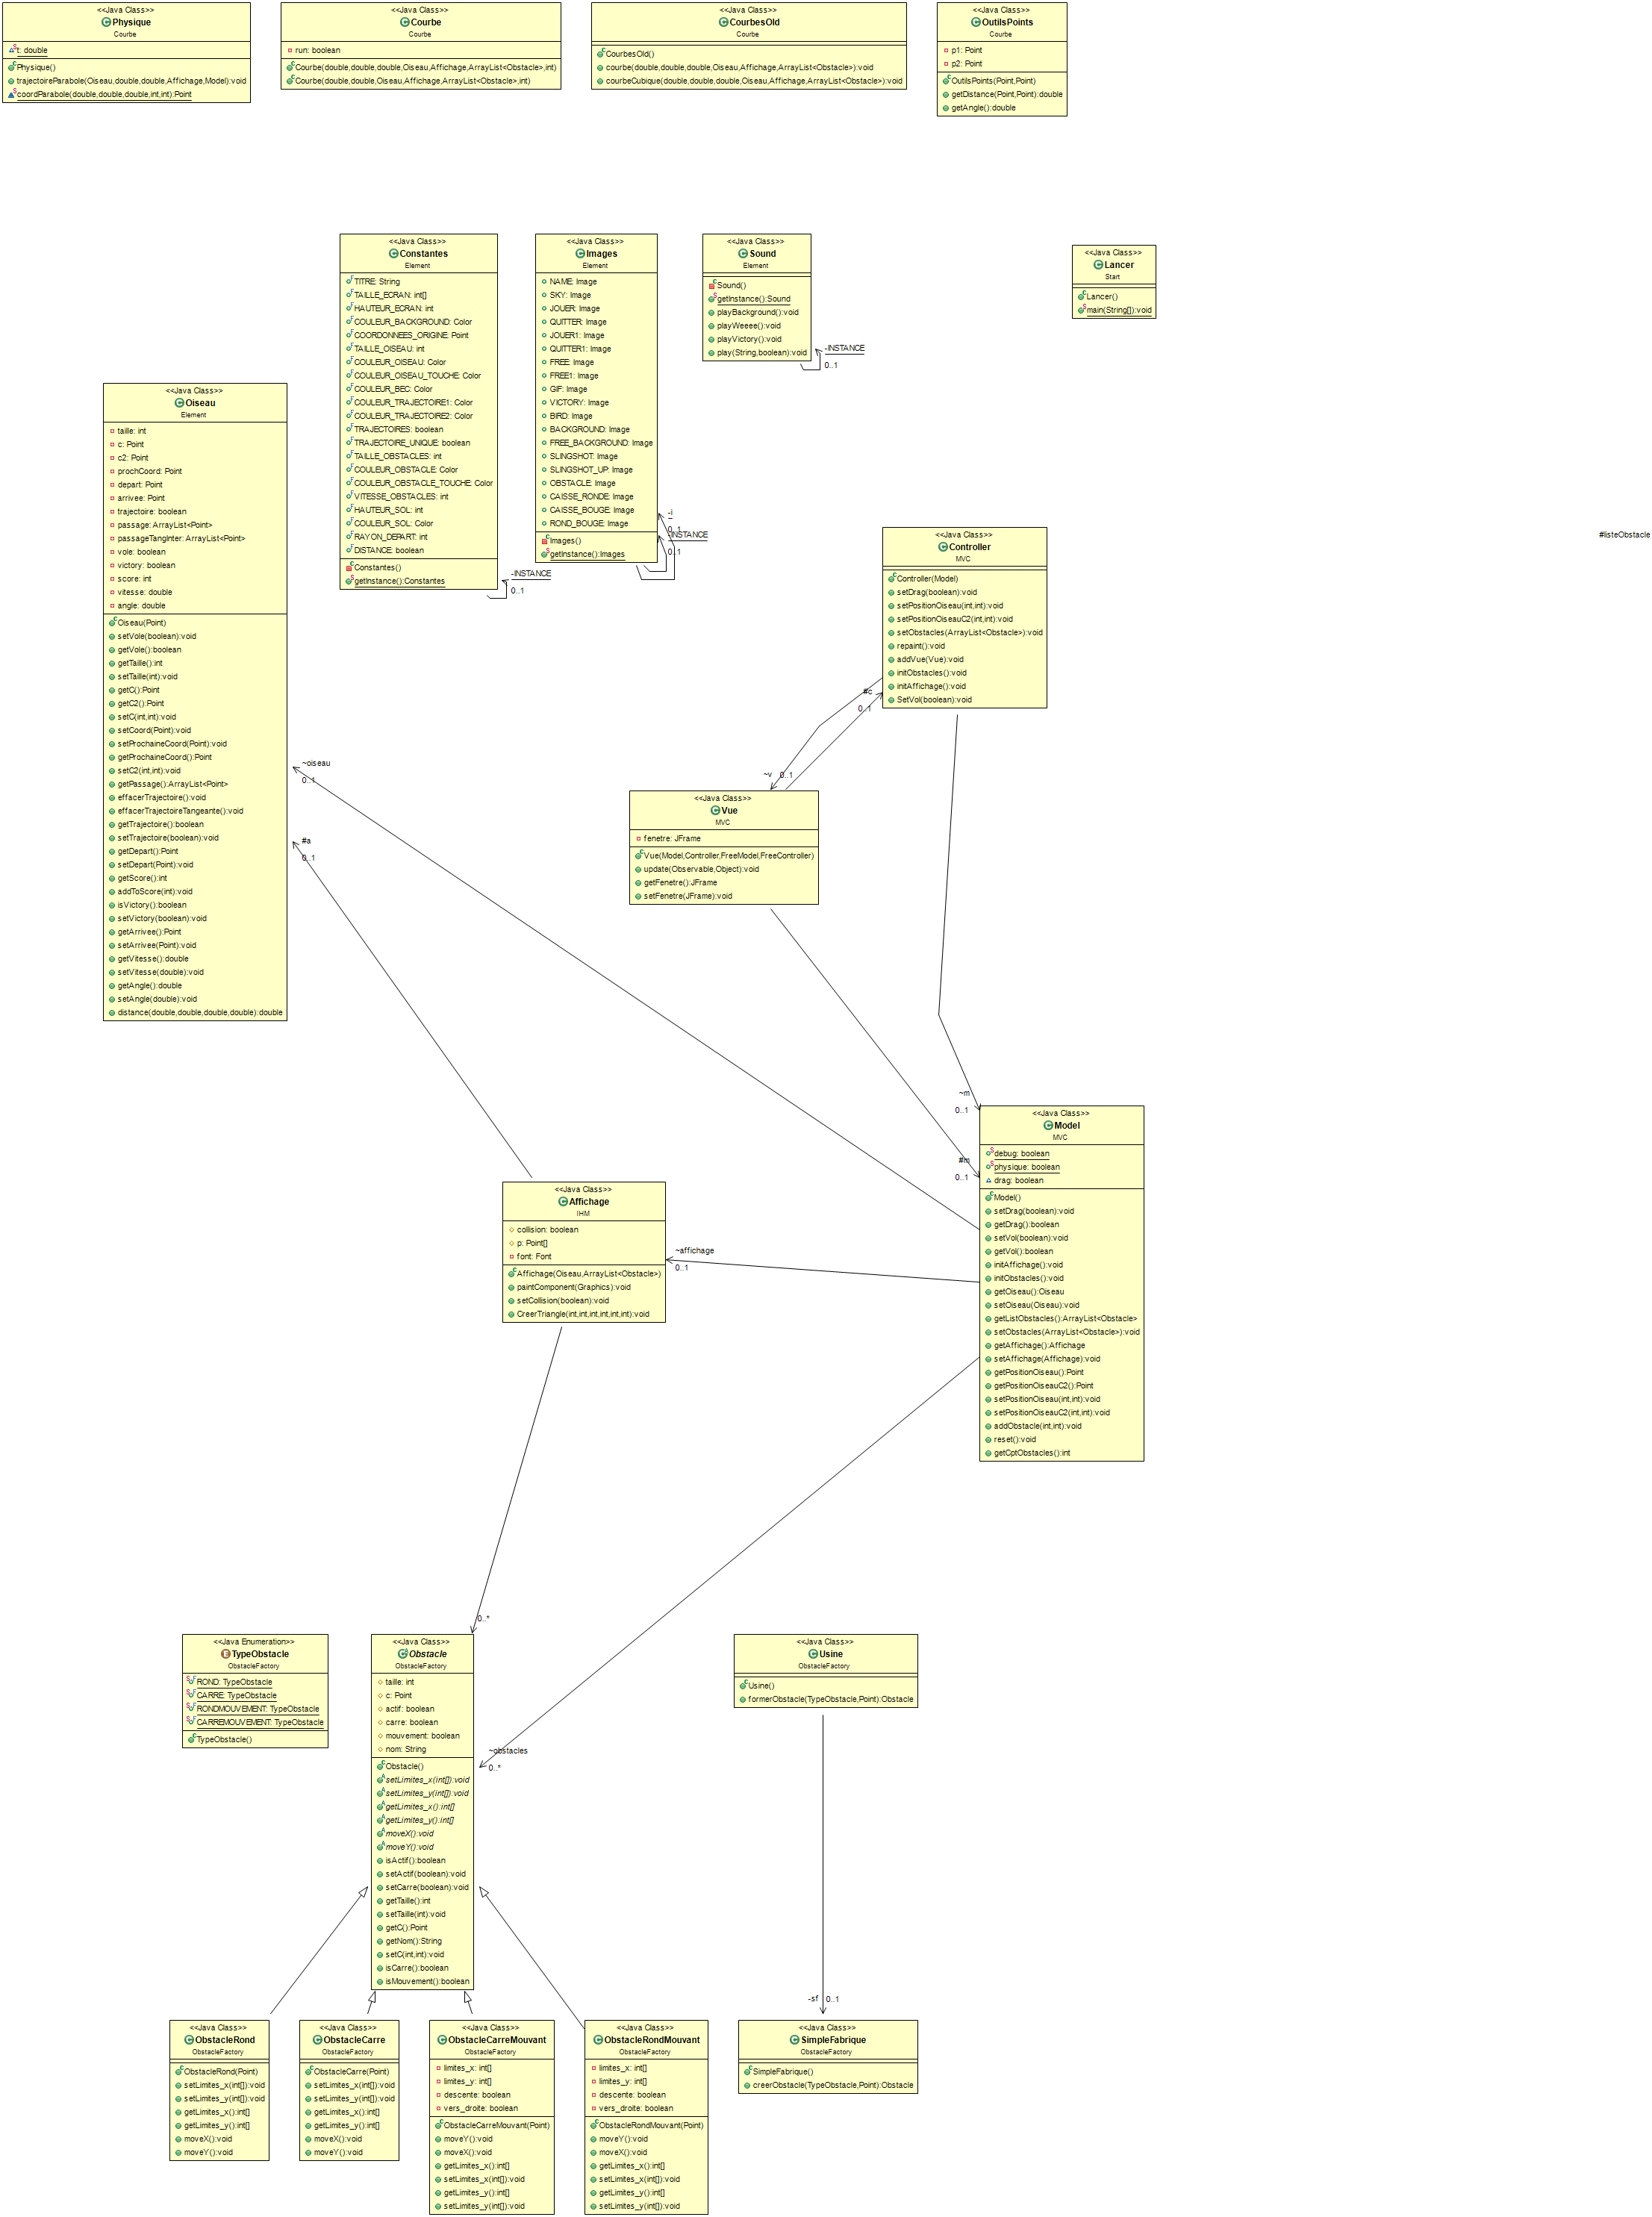 <<Java Class>>
Physique
Courbe
t: double
Physique()
trajectoireParabole(Oiseau,double,double,Affichage,Model):void
coordParabole(double,double,double,int,int):Point
<<Java Class>>
Courbe
Courbe
run: boolean
Courbe(double,double,double,Oiseau,Affichage,ArrayList<Obstacle>,int)
Courbe(double,double,Oiseau,Affichage,ArrayList<Obstacle>,int)
<<Java Class>>
CourbesOld
Courbe
CourbesOld()
courbe(double,double,double,Oiseau,Affichage,ArrayList<Obstacle>):void
courbeCubique(double,double,double,Oiseau,Affichage,ArrayList<Obstacle>):void
<<Java Class>>
OutilsPoints
Courbe
p1: Point
p2: Point
OutilsPoints(Point,Point)
getDistance(Point,Point):double
getAngle():double
<<Java Class>>
Constantes
Element
TITRE: String
TAILLE_ECRAN: int[]
HAUTEUR_ECRAN: int
COULEUR_BACKGROUND: Color
COORDONNEES_ORIGINE: Point
TAILLE_OISEAU: int
COULEUR_OISEAU: Color
COULEUR_OISEAU_TOUCHE: Color
COULEUR_BEC: Color
COULEUR_TRAJECTOIRE1: Color
COULEUR_TRAJECTOIRE2: Color
TRAJECTOIRES: boolean
TRAJECTOIRE_UNIQUE: boolean
TAILLE_OBSTACLES: int
COULEUR_OBSTACLE: Color
COULEUR_OBSTACLE_TOUCHE: Color
VITESSE_OBSTACLES: int
HAUTEUR_SOL: int
COULEUR_SOL: Color
RAYON_DEPART: int
DISTANCE: boolean
Constantes()
getInstance():Constantes
-INSTANCE
0..1
<<Java Class>>
Images
Element
NAME: Image
SKY: Image
JOUER: Image
QUITTER: Image
JOUER1: Image
QUITTER1: Image
FREE: Image
FREE1: Image
GIF: Image
VICTORY: Image
BIRD: Image
BACKGROUND: Image
FREE_BACKGROUND: Image
SLINGSHOT: Image
SLINGSHOT_UP: Image
OBSTACLE: Image
CAISSE_RONDE: Image
CAISSE_BOUGE: Image
ROND_BOUGE: Image
Images()
getInstance():Images
-i
0..1
-INSTANCE
0..1
<<Java Class>>
Sound
Element
Sound()
getInstance():Sound
playBackground():void
playWeeee():void
playVictory():void
play(String,boolean):void
-INSTANCE
0..1
<<Java Class>>
Lancer
Start
Lancer()
main(String[]):void
<<Java Class>>
Oiseau
Element
taille: int
c: Point
c2: Point
prochCoord: Point
depart: Point
arrivee: Point
trajectoire: boolean
passage: ArrayList<Point>
passageTangInter: ArrayList<Point>
vole: boolean
victory: boolean
score: int
vitesse: double
angle: double
Oiseau(Point)
setVole(boolean):void
getVole():boolean
getTaille():int
setTaille(int):void
getC():Point
getC2():Point
setC(int,int):void
setCoord(Point):void
setProchaineCoord(Point):void
getProchaineCoord():Point
setC2(int,int):void
getPassage():ArrayList<Point>
effacerTrajectoire():void
effacerTrajectoireTangeante():void
getTrajectoire():boolean
setTrajectoire(boolean):void
getDepart():Point
setDepart(Point):void
getScore():int
addToScore(int):void
isVictory():boolean
setVictory(boolean):void
getArrivee():Point
setArrivee(Point):void
getVitesse():double
setVitesse(double):void
getAngle():double
setAngle(double):void
distance(double,double,double,double):double
~oiseau
0..1
#a
0..1
<<Java Class>>
Controller
MVC
Controller(Model)
setDrag(boolean):void
setPositionOiseau(int,int):void
setPositionOiseauC2(int,int):void
setObstacles(ArrayList<Obstacle>):void
repaint():void
addVue(Vue):void
initObstacles():void
initAffichage():void
SetVol(boolean):void
#listeObstacle
#c
0..1
~v
0..1
<<Java Class>>
Vue
MVC
fenetre: JFrame
Vue(Model,Controller,FreeModel,FreeController)
update(Observable,Object):void
getFenetre():JFrame
setFenetre(JFrame):void
~m
0..1
#m
0..1
<<Java Class>>
Model
MVC
debug: boolean
physique: boolean
drag: boolean
Model()
setDrag(boolean):void
getDrag():boolean
setVol(boolean):void
getVol():boolean
initAffichage():void
initObstacles():void
getOiseau():Oiseau
setOiseau(Oiseau):void
getListObstacles():ArrayList<Obstacle>
setObstacles(ArrayList<Obstacle>):void
getAffichage():Affichage
setAffichage(Affichage):void
getPositionOiseau():Point
getPositionOiseauC2():Point
setPositionOiseau(int,int):void
setPositionOiseauC2(int,int):void
addObstacle(int,int):void
reset():void
getCptObstacles():int
<<Java Class>>
Affichage
IHM
collision: boolean
p: Point[]
font: Font
Affichage(Oiseau,ArrayList<Obstacle>)
paintComponent(Graphics):void
setCollision(boolean):void
CreerTriangle(int,int,int,int,int,int):void
~affichage
0..1
0..*
<<Java Enumeration>>
TypeObstacle
ObstacleFactory
ROND: TypeObstacle
CARRE: TypeObstacle
RONDMOUVEMENT: TypeObstacle
CARREMOUVEMENT: TypeObstacle
TypeObstacle()
<<Java Class>>
Obstacle
ObstacleFactory
taille: int
c: Point
actif: boolean
carre: boolean
mouvement: boolean
nom: String
Obstacle()
setLimites_x(int[]):void
setLimites_y(int[]):void
getLimites_x():int[]
getLimites_y():int[]
moveX():void
moveY():void
isActif():boolean
setActif(boolean):void
setCarre(boolean):void
getTaille():int
setTaille(int):void
getC():Point
getNom():String
setC(int,int):void
isCarre():boolean
isMouvement():boolean
~obstacles
0..*
<<Java Class>>
Usine
ObstacleFactory
Usine()
formerObstacle(TypeObstacle,Point):Obstacle
-sf
0..1
<<Java Class>>
ObstacleRond
ObstacleFactory
ObstacleRond(Point)
setLimites_x(int[]):void
setLimites_y(int[]):void
getLimites_x():int[]
getLimites_y():int[]
moveX():void
moveY():void
<<Java Class>>
ObstacleCarre
ObstacleFactory
ObstacleCarre(Point)
setLimites_x(int[]):void
setLimites_y(int[]):void
getLimites_x():int[]
getLimites_y():int[]
moveX():void
moveY():void
<<Java Class>>
ObstacleCarreMouvant
ObstacleFactory
limites_x: int[]
limites_y: int[]
descente: boolean
vers_droite: boolean
ObstacleCarreMouvant(Point)
moveY():void
moveX():void
getLimites_x():int[]
setLimites_x(int[]):void
getLimites_y():int[]
setLimites_y(int[]):void
<<Java Class>>
ObstacleRondMouvant
ObstacleFactory
limites_x: int[]
limites_y: int[]
descente: boolean
vers_droite: boolean
ObstacleRondMouvant(Point)
moveY():void
moveX():void
getLimites_x():int[]
setLimites_x(int[]):void
getLimites_y():int[]
setLimites_y(int[]):void
<<Java Class>>
SimpleFabrique
ObstacleFactory
SimpleFabrique()
creerObstacle(TypeObstacle,Point):Obstacle